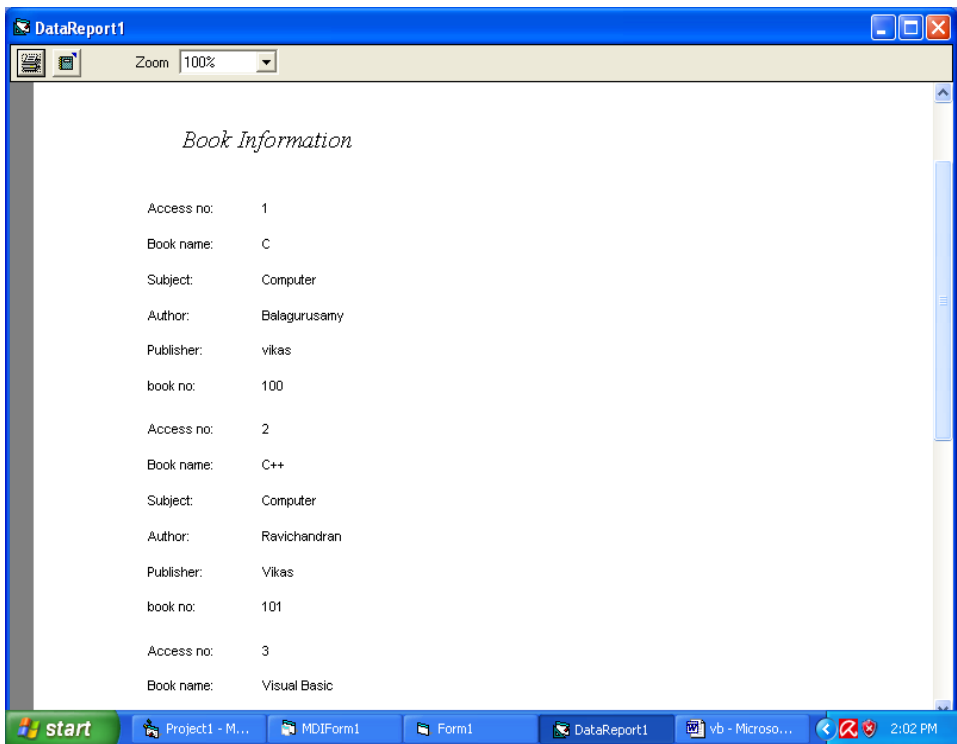 DataReport1
Zoom 100%
Book Information
Access no: 1
Book name: C
Subject: Computer
Author: Balagurusamy
Publisher: vikas
book no: 100
Access no: 2
Book name: C++
Subject: Computer
Author: Ravichandran
Publisher: Vikas
book no: 101
Access no: 3
Book name: Visual Basic
start Project1 - M... MDIForm1 Form1 DataReport1 vb - Microso... 2:02 PM